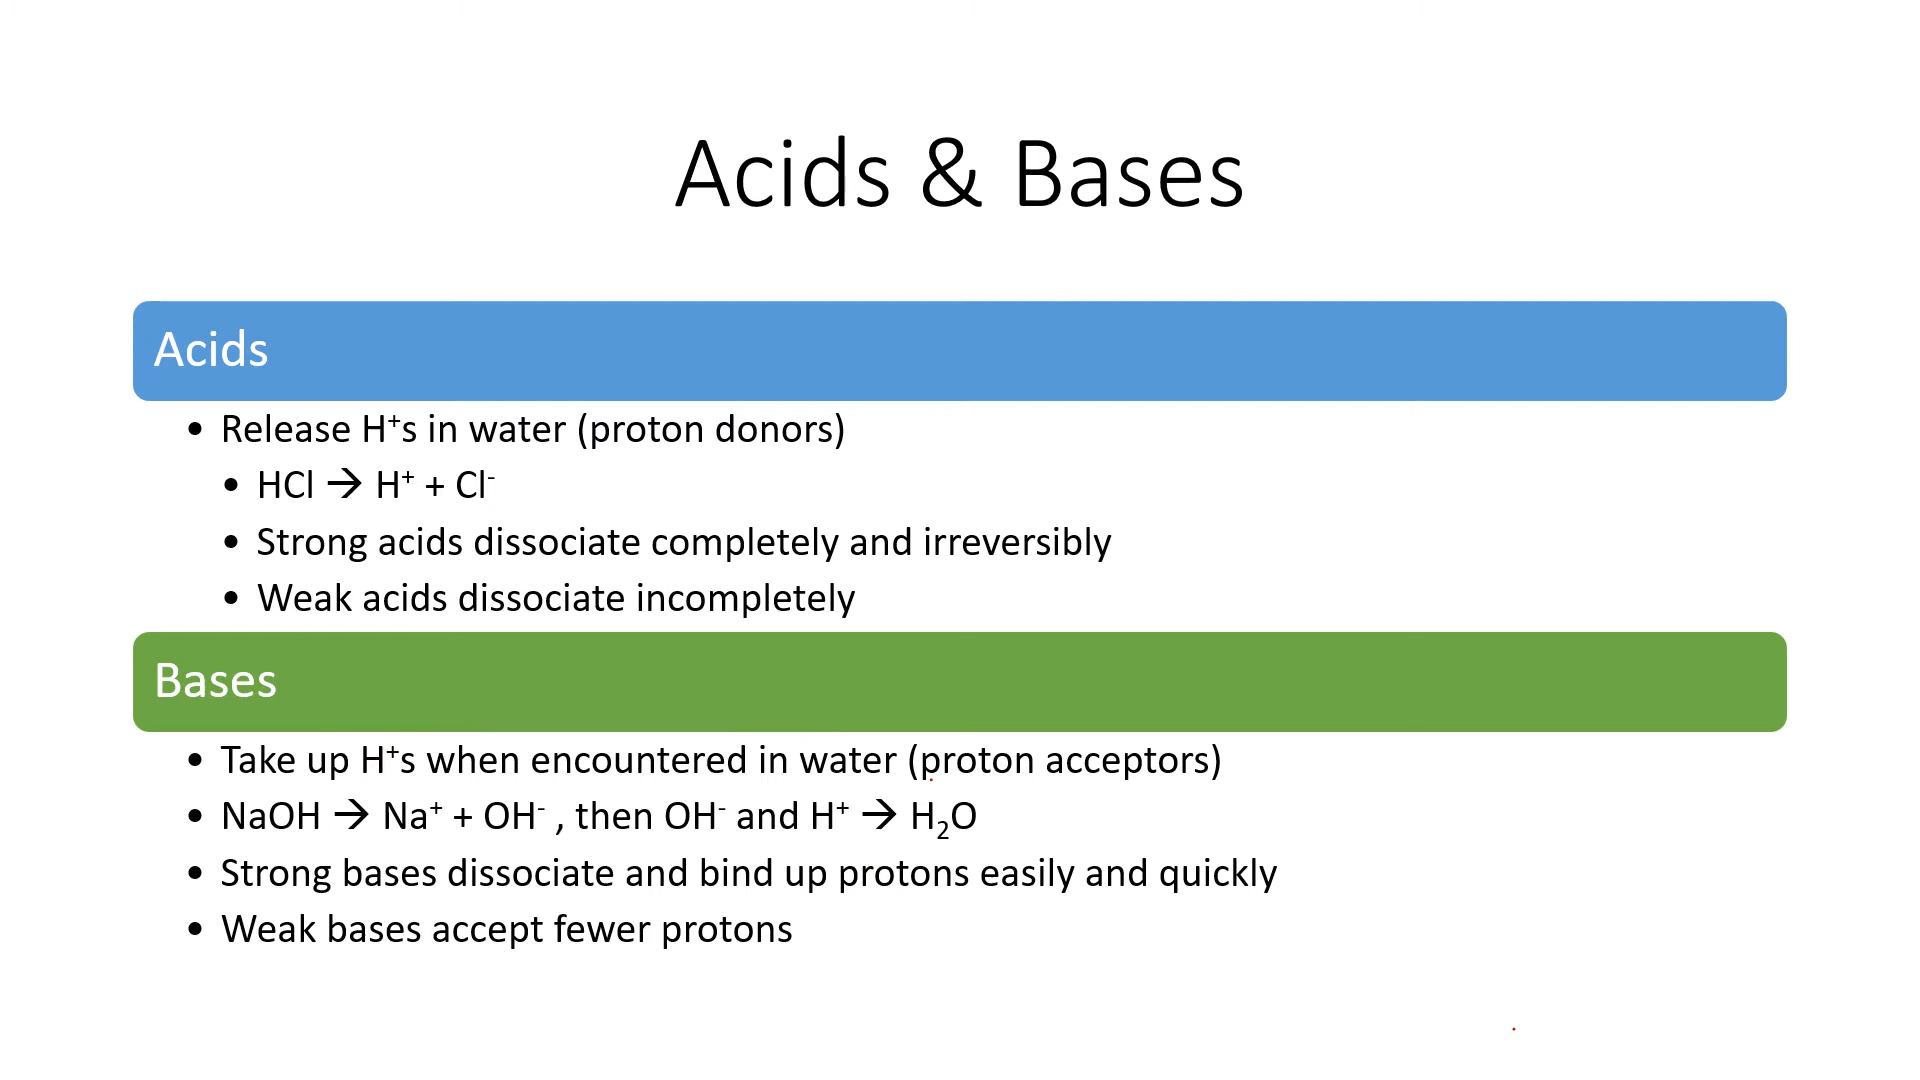 Acids & Bases
Acids
• Release H⁺s in water (proton donors)
• HCl → H⁺ + Cl⁻
• Strong acids dissociate completely and irreversibly
• Weak acids dissociate incompletely
Bases
• Take up H⁺s when encountered in water (proton acceptors)
• NaOH → Na⁺ + OH⁻ , then OH⁻ and H⁺ → H₂O
• Strong bases dissociate and bind up protons easily and quickly
• Weak bases accept fewer protons